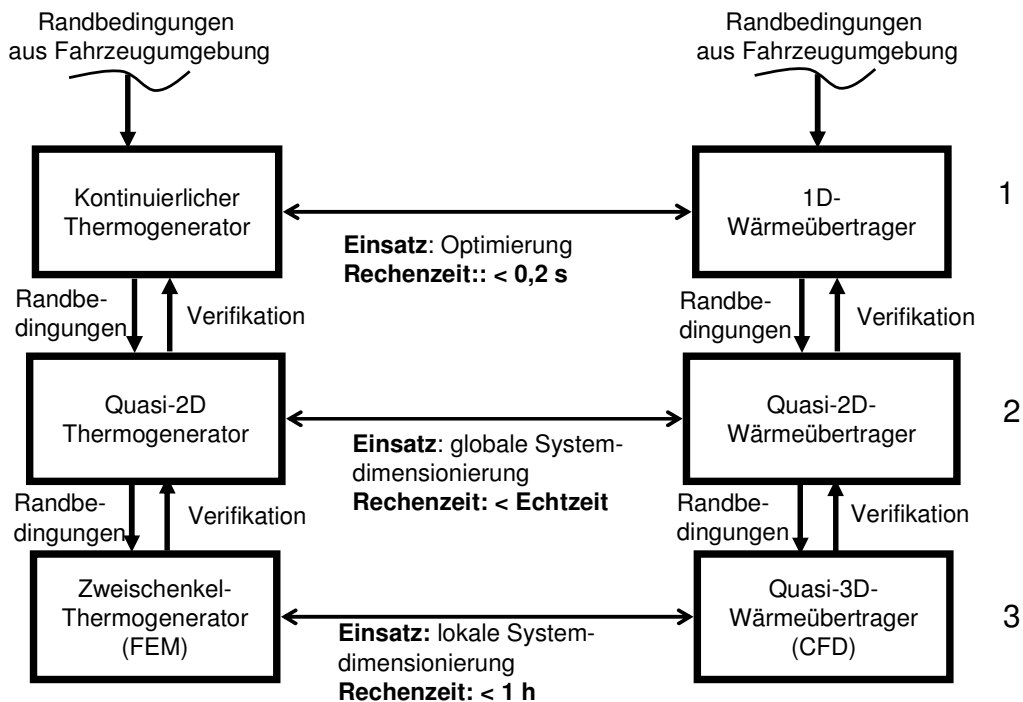 Randbedingungen
aus Fahrzeugumgebung
Randbedingungen
aus Fahrzeugumgebung
Kontinuierlicher
Thermogenerator
1D-
Wärmeübertrager
1
Einsatz: Optimierung
Rechenzeit:: < 0,2 s
Randbe-
dingungen
Verifikation
Randbe-
dingungen
Verifikation
Quasi-2D
Thermogenerator
Quasi-2D-
Wärmeübertrager
2
Einsatz: globale System-
dimensionierung
Rechenzeit: < Echtzeit
Randbe-
dingungen
Verifikation
Randbe-
dingungen
Verifikation
Zweischenkel-
Thermogenerator
(FEM)
Quasi-3D-
Wärmeübertrager
(CFD)
3
Einsatz: lokale System-
dimensionierung
Rechenzeit: < 1 h